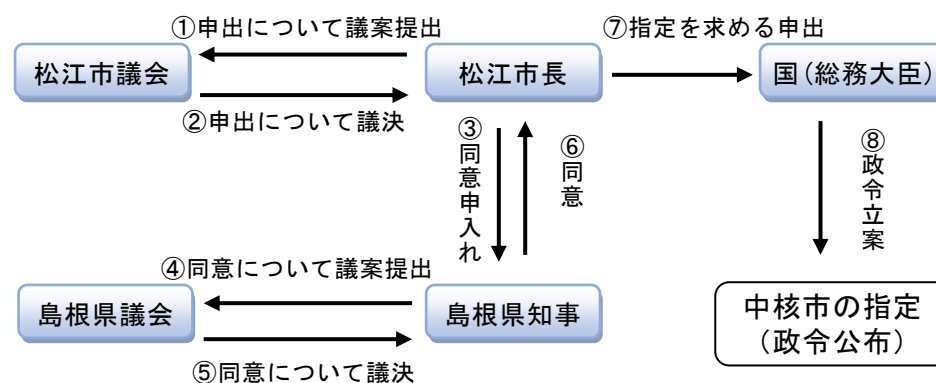 ①申出について議案提出
⑦指定を求める申出
松江市議会
松江市長
国(総務大臣)
②申出について議決
③同意申入れ
⑥同意
⑧政令立案
④同意について議案提出
島根県議会
島根県知事
中核市の指定
(政令公布)
⑤同意について議決